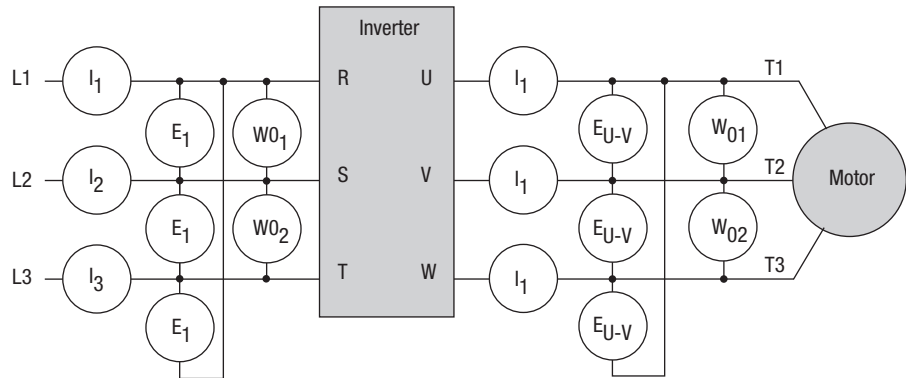 Inverter
L1 I1 R U I1 T1
E1 W01 EU-V W01
L2 I2 S V I1 T2 Motor
E1 W02 EU-V W02
L3 I3 T W I1 T3
E1 EU-V